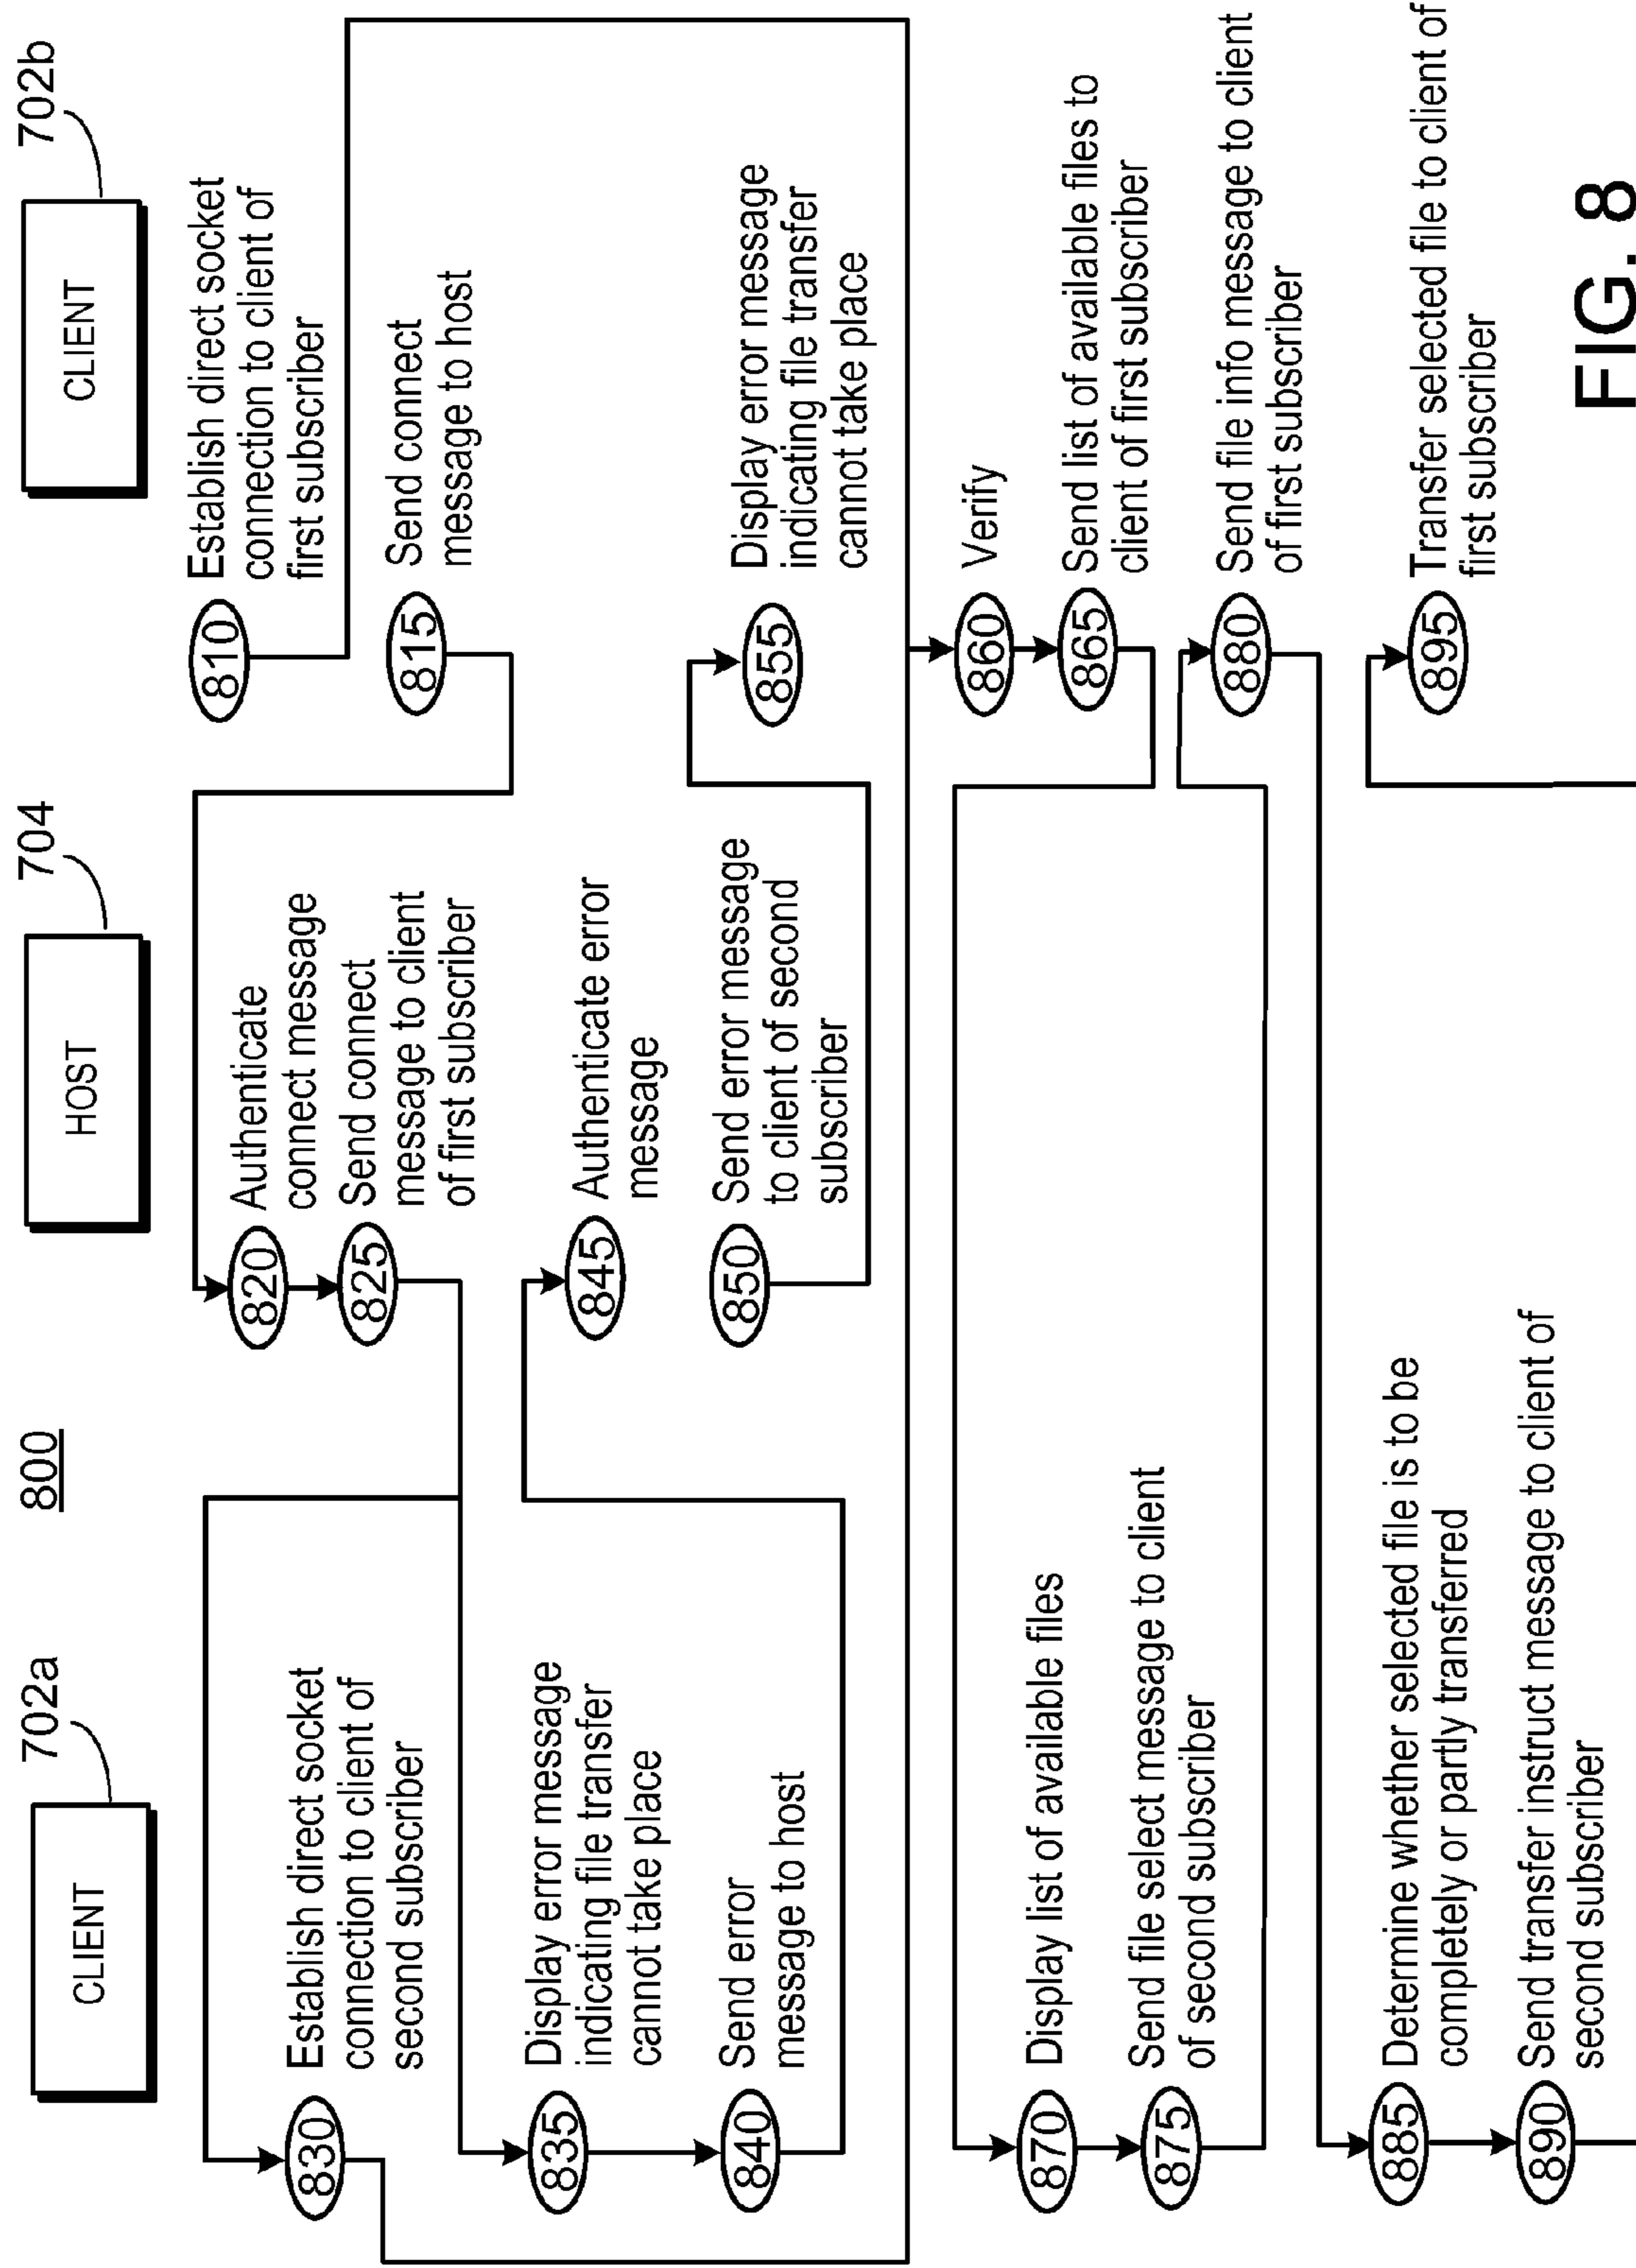 800
702a
704
702b
CLIENT
HOST
CLIENT
810
Establish direct socket
connection to client of
first subscriber
815
Send connect
message to host
820
Authenticate
connect message
825
Send connect
message to client
of first subscriber
830
Establish direct socket
connection to client of
second subscriber
835
Display error message
indicating file transfer
cannot take place
840
Send error
message to host
845
Authenticate error
message
850
Send error message
to client of second
subscriber
855
Display error message
indicating file transfer
cannot take place
860
Verify
865
Send list of available files to
client of first subscriber
870
Display list of available files
875
Send file select message to client
of second subscriber
880
Send file info message to client
of first subscriber
885
Determine whether selected file is to be
completely or partly transferred
890
Send transfer instruct message to client of
second subscriber
895
Transfer selected file to client of
first subscriber
FIG. 8